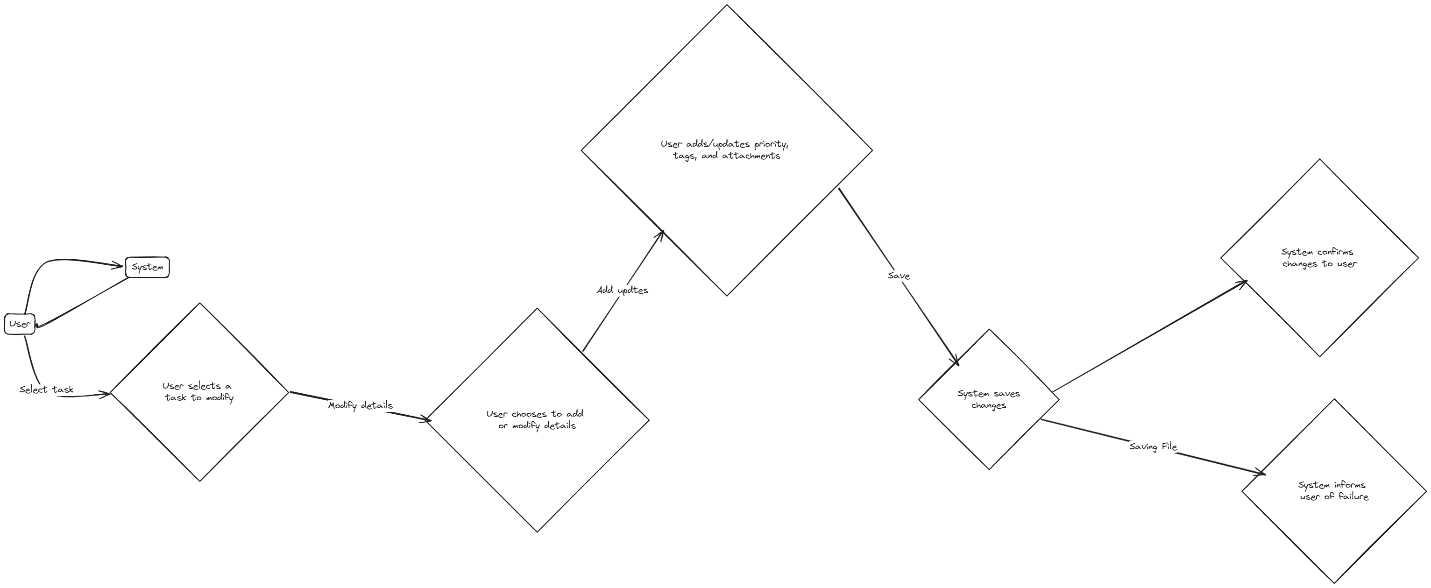 User adds/updates priority,
tags, and attachments
System confirms
changes to user
System
Save
Add updtes
User
User selects a
task to modify
Select task
Modify details
System saves
changes
User chooses to add
or modify details
Saving File
System informs
user of failure